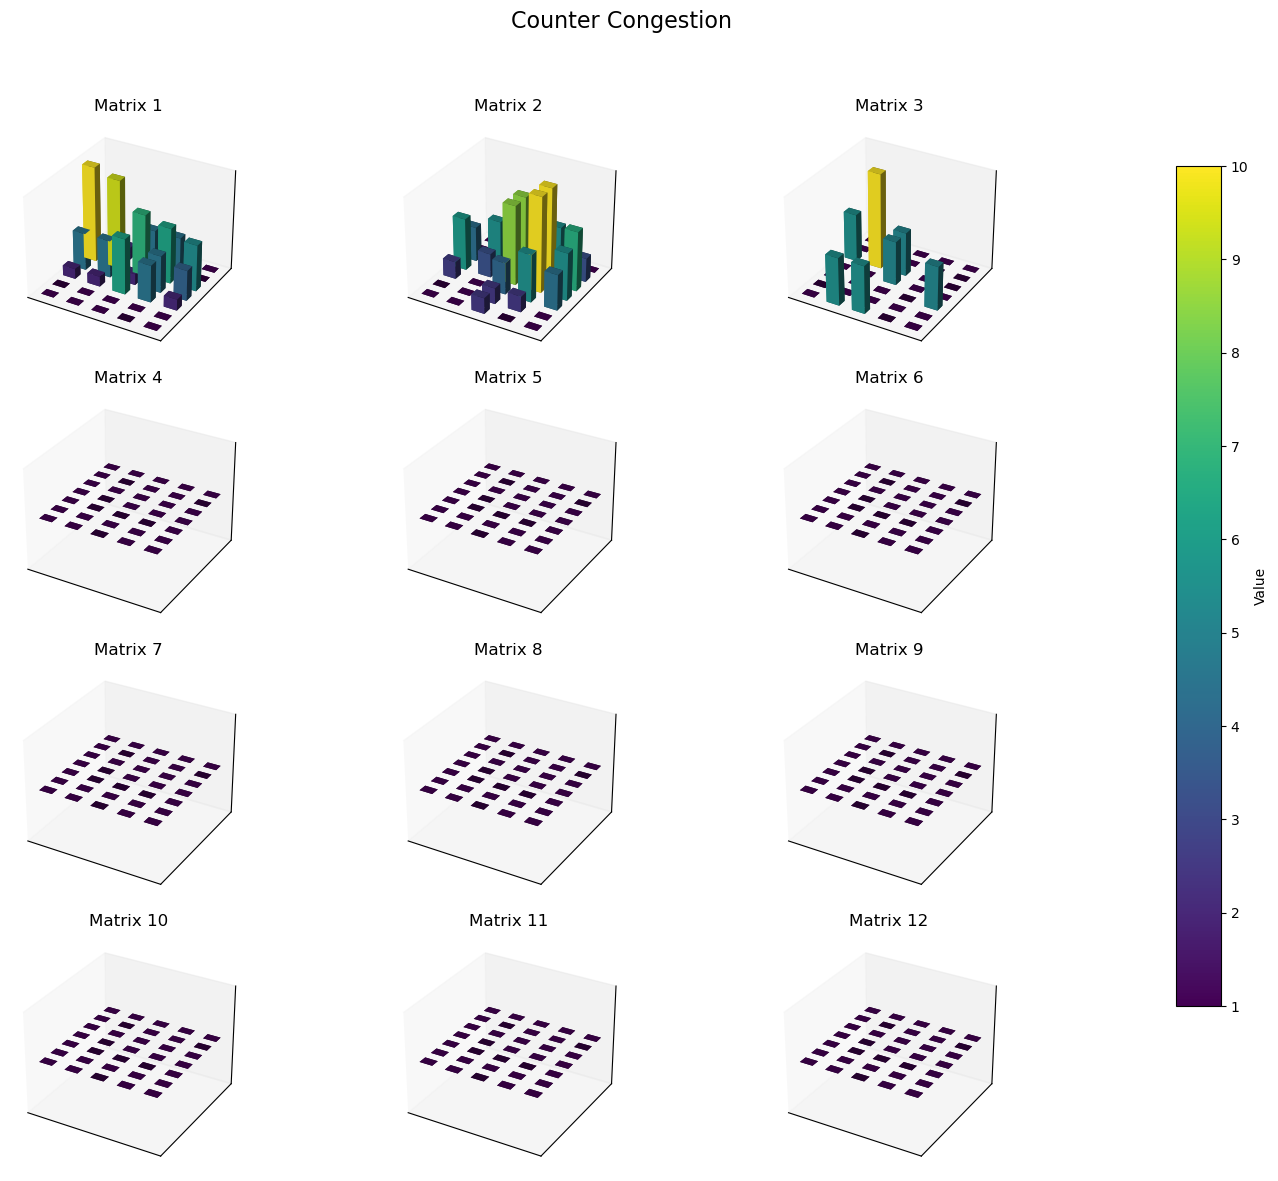 Counter Congestion
Matrix 1
Matrix 2
Matrix 3
Matrix 4
Matrix 5
Matrix 6
Matrix 7
Matrix 8
Matrix 9
Matrix 10
Matrix 11
Matrix 12
10
9
8
7
6
5
4
3
2
1
Value